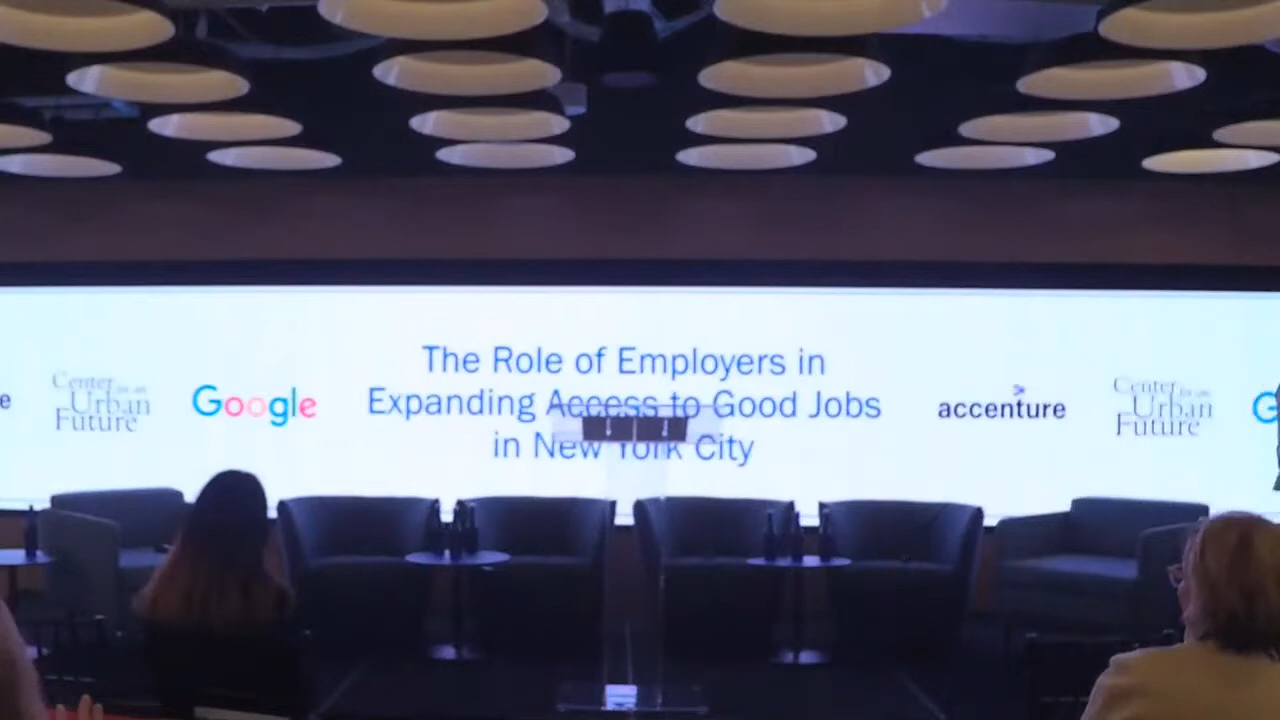 e
Center for an
Urban
Future
Google
The Role of Employers in
Expanding Access to Good Jobs
in New York City
accenture
Center for an
Urban
Future
G